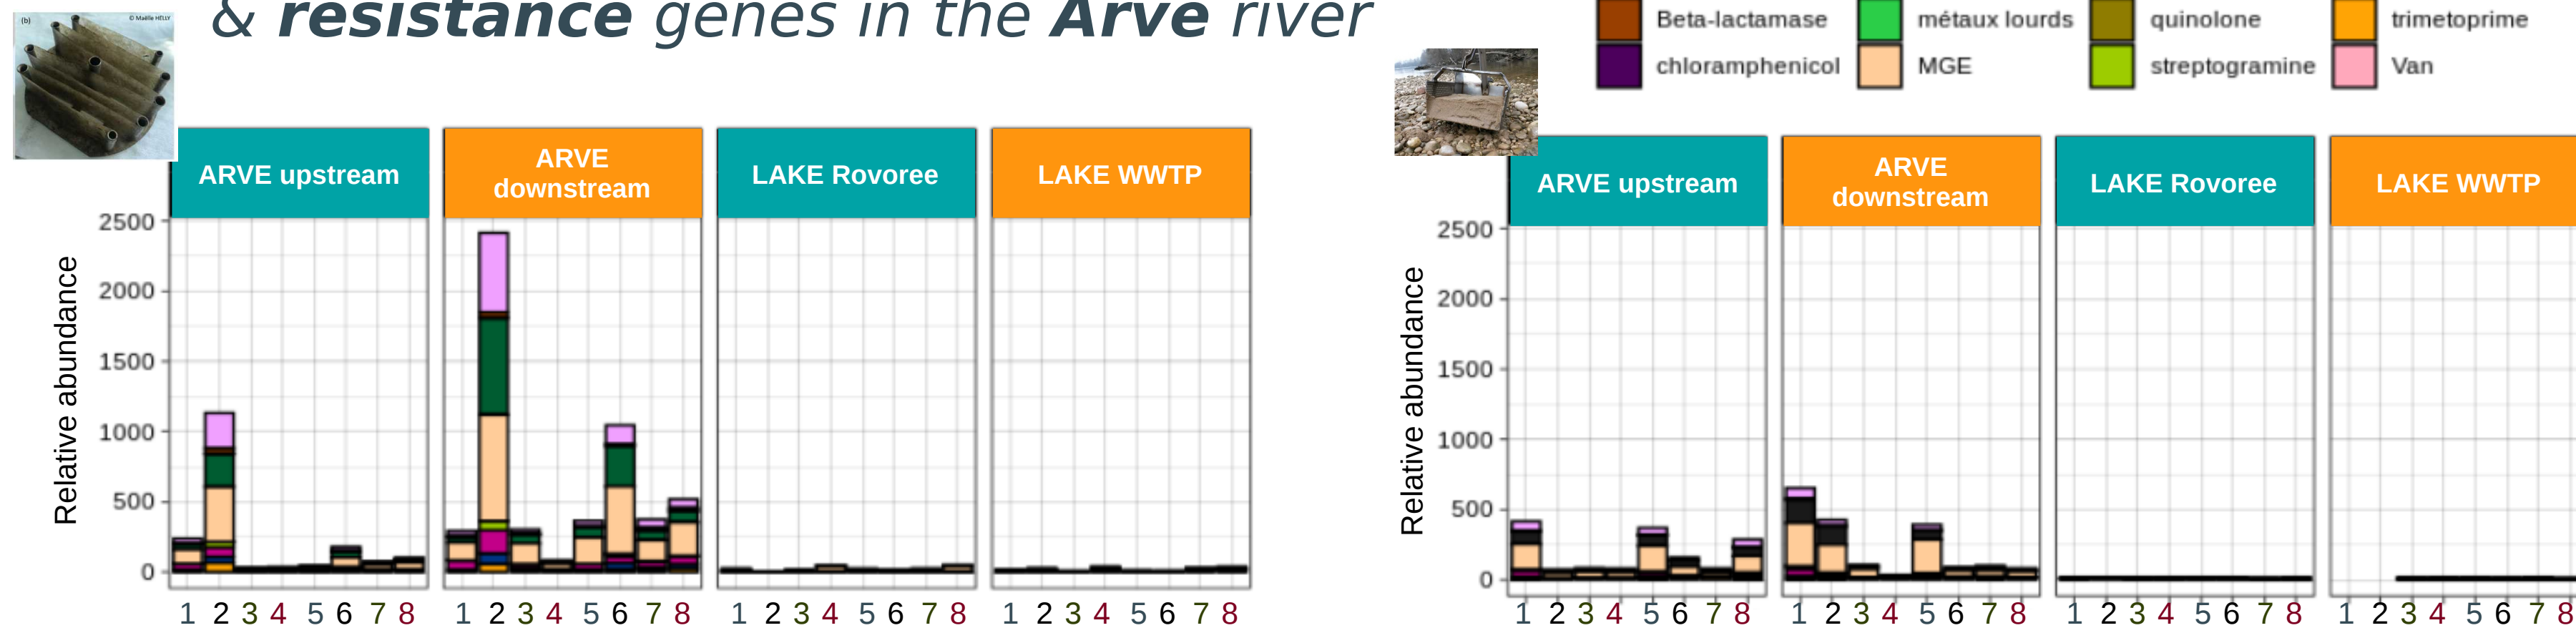 (b)
© Maëlle HELLY
& resistance genes in the Arve river
Beta-lactamase métaux lourds quinolone trimetoprime
chloramphenicol MGE streptogramine Van
ARVE upstream
ARVE
downstream
LAKE Rovoree
LAKE WWTP
Relative abundance
2500
2000
1500
1000
500
0
1 2 3 4 5 6 7 8
1 2 3 4 5 6 7 8
1 2 3 4 5 6 7 8
1 2 3 4 5 6 7 8
ARVE upstream
ARVE
downstream
LAKE Rovoree
LAKE WWTP
Relative abundance
2500
2000
1500
1000
500
0
1 2 3 4 5 6 7 8
1 2 3 4 5 6 7 8
1 2 3 4 5 6 7 8
1 2 3 4 5 6 7 8